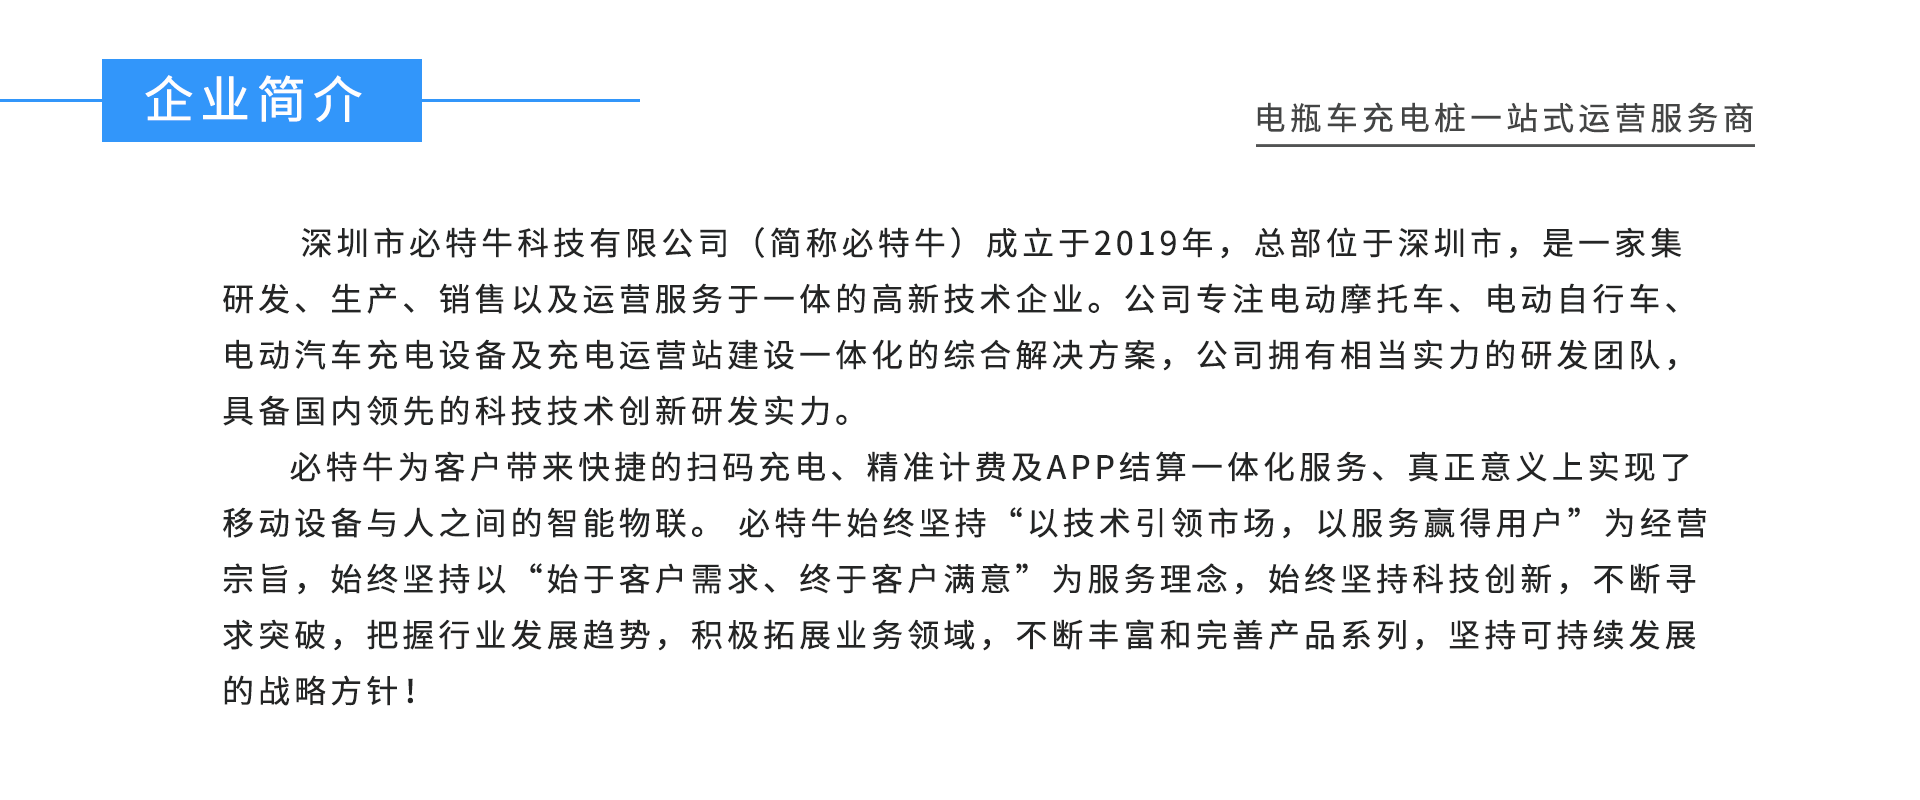 企业简介
电瓶车充电桩一站式运营服务商
深圳市必特牛科技有限公司（简称必特牛）成立于2019年，总部位于深圳市，是一家集
研发、生产、销售以及运营服务于一体的高新技术企业。公司专注电动摩托车、电动自行车、
电动汽车充电设备及充电运营站建设一体化的综合解决方案，公司拥有相当实力的研发团队，
具备国内领先的科技技术创新研发实力。
必特牛为客户带来快捷的扫码充电、精准计费及APP结算一体化服务、真正意义上实现了
移动设备与人之间的智能物联。 必特牛始终坚持“以技术引领市场，以服务赢得用户”为经营
宗旨，始终坚持以“始于客户需求、终于客户满意”为服务理念，始终坚持科技创新，不断寻
求突破，把握行业发展趋势，积极拓展业务领域，不断丰富和完善产品系列，坚持可持续发展
的战略方针！